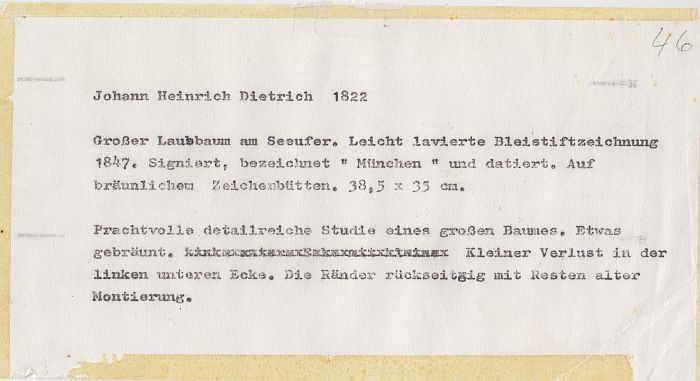 46
Johann Heinrich Dietrich 1822
Großer Laubbaum am Seeufer. Leicht lavierte Bleistiftzeichnung
1847. Signiert, bezeichnet " München " und datiert. Auf
bräunlichem Zeichenbütten. 38,5 x 35 cm.
Prachtvolle detailreiche Studie eines großen Baumes. Etwas
gebräunt. Kleiner Verlust in der
linken unteren Ecke. Die Ränder rückseitgig mit Resten alter
Montierung.